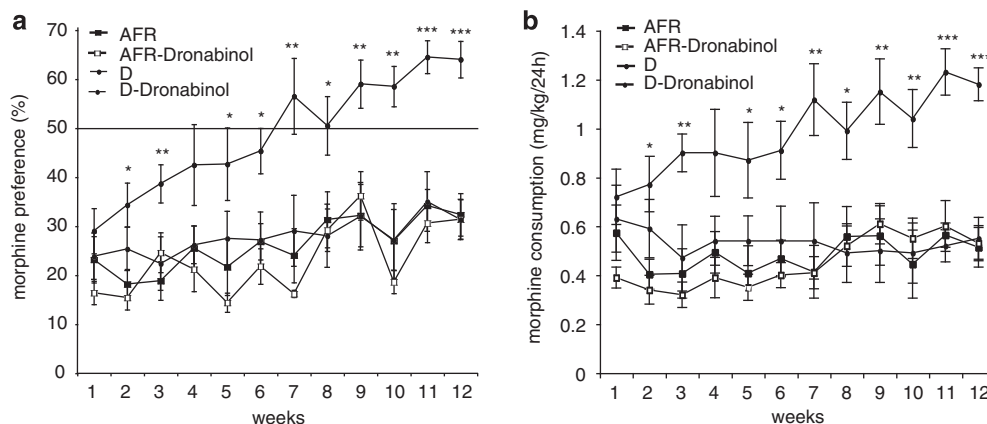 a
morphine preference (%)
70
60
50
40
30
20
10
0
AFR
AFR-Dronabinol
D
D-Dronabinol
* ** * * ** * ** ** *** ***
1 2 3 4 5 6 7 8 9 10 11 12
weeks
b
morphine consumption (mg/kg/24h)
1.4
1.2
1
0.8
0.6
0.4
0.2
0
AFR
AFR-Dronabinol
D
D-Dronabinol
* ** * * ** * ** ** *** ***
1 2 3 4 5 6 7 8 9 10 11 12
weeks